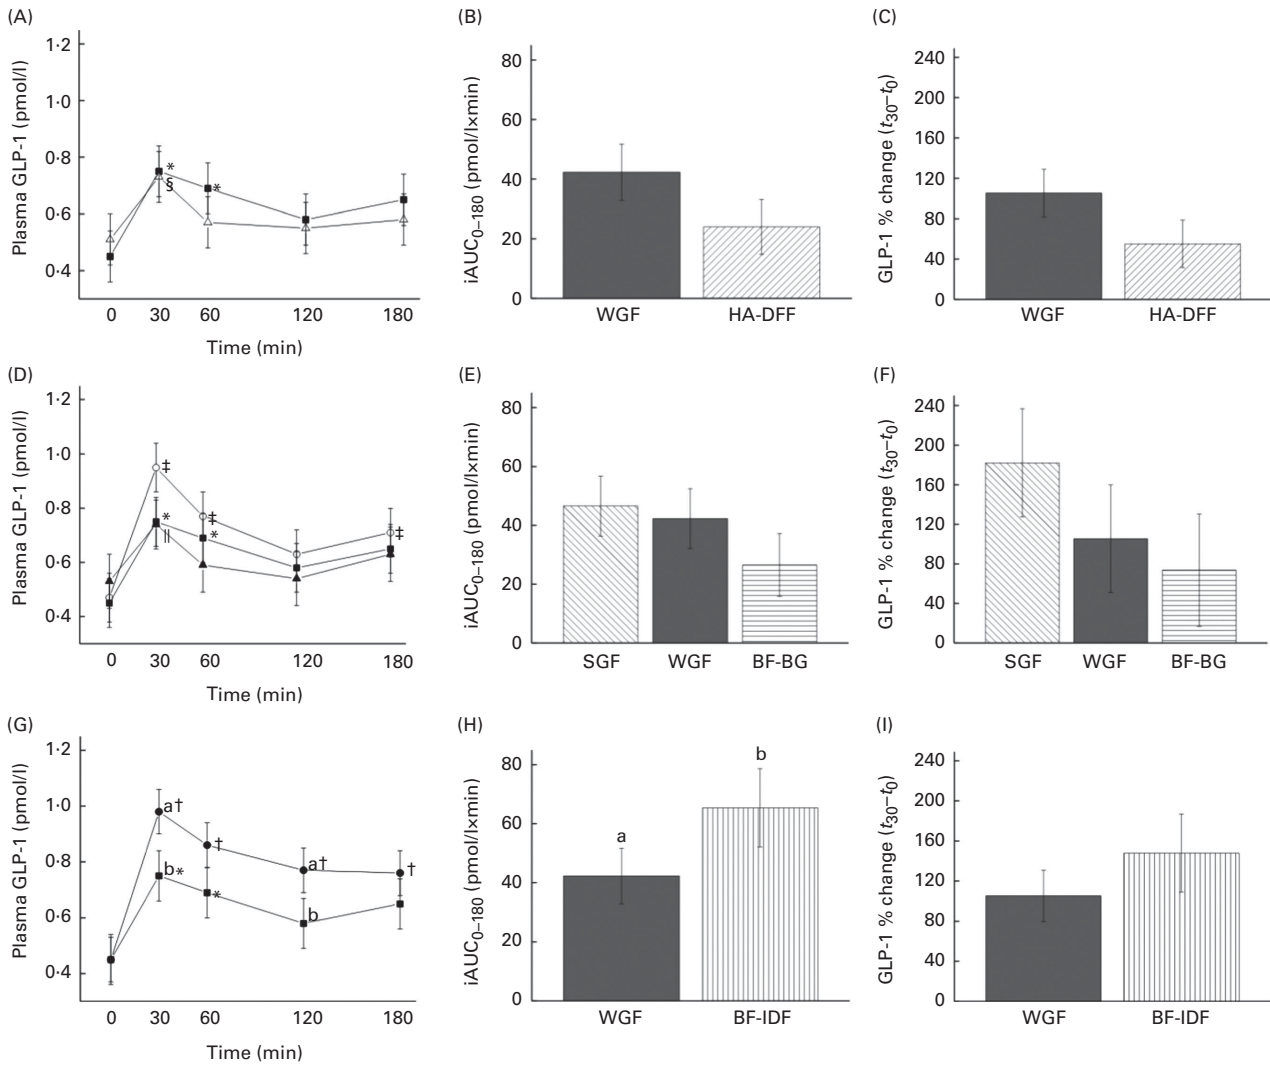 (A)
Plasma GLP-1 (pmol/l)
1·2
1·0
0·8
0·6
0·4
*
§
*
0 30 60 120 180
Time (min)
(B)
iAUC0–180 (pmol/l×min)
80
60
40
20
0
WGF HA-DFF
(C)
GLP-1 % change (t30–t0)
240
200
160
120
80
40
0
WGF HA-DFF
(D)
Plasma GLP-1 (pmol/l)
1·2
1·0
0·8
0·6
0·4
‡
*
||
‡
*
‡
0 30 60 120 180
Time (min)
(E)
iAUC0–180 (pmol/l×min)
80
60
40
20
0
SGF WGF BF-BG
(F)
GLP-1 % change (t30–t0)
240
200
160
120
80
40
0
SGF WGF BF-BG
(G)
Plasma GLP-1 (pmol/l)
1·2
1·0
0·8
0·6
0·4
a†
b*
†
*
a†
b
†
0 30 60 120 180
Time (min)
(H)
iAUC0–180 (pmol/l×min)
80
60
40
20
0
a
b
WGF BF-IDF
(I)
GLP-1 % change (t30–t0)
240
200
160
120
80
40
0
WGF BF-IDF